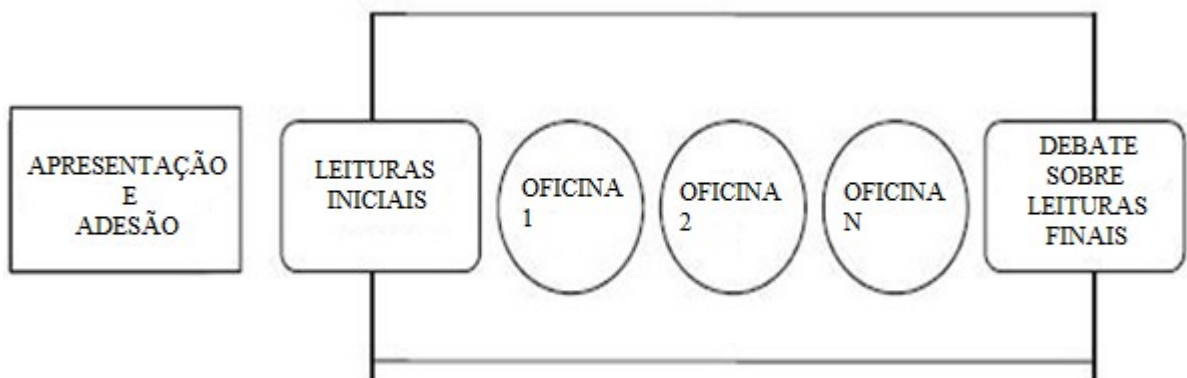 APRESENTAÇÃO
E
ADESÃO
LEITURAS
INICIAIS
OFICINA
1
OFICINA
2
OFICINA
N
DEBATE
SOBRE
LEITURAS
FINAIS